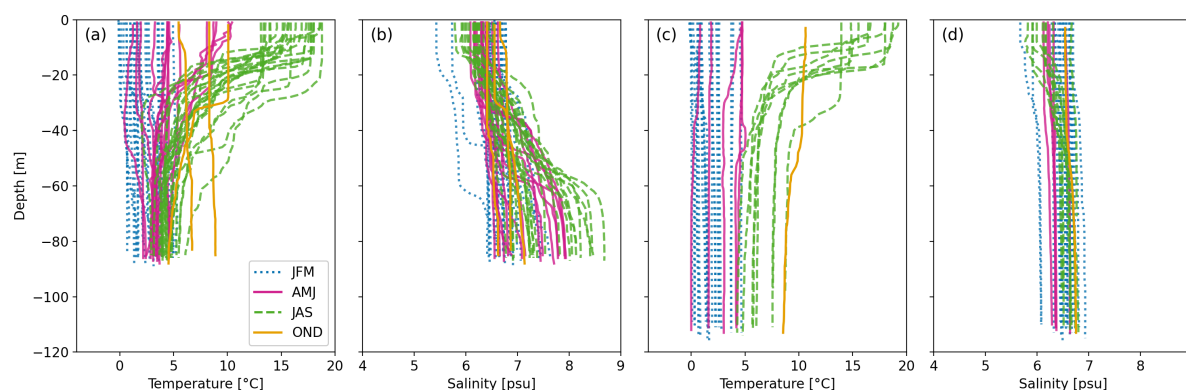 (a) (b) (c) (d)
0
−20
−40
−60
−80
−100
−120
Depth [m]
JFM
AMJ
JAS
OND
0 5 10 15 20 4 5 6 7 8 9 0 5 10 15 20 4 5 6 7 8
Temperature [°C] Salinity [psu] Temperature [°C] Salinity [psu]